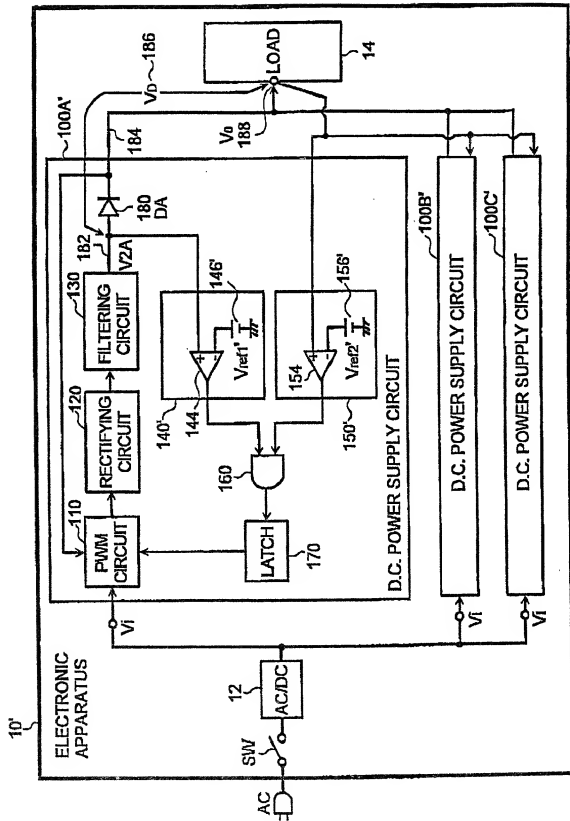 10'
ELECTRONIC
APPARATUS
AC
SW
12
AC/DC
Vi
Vi
Vi
110
PWM
CIRCUIT
120
RECTIFYING
CIRCUIT
130
FILTERING
CIRCUIT
182
V2A
180
DA
184
100A'
VD
186
V0
188
LOAD
14
140'
144
146'
Vref1'
150'
154
156'
Vref2'
160
LATCH
170
D.C. POWER SUPPLY CIRCUIT
100B'
D.C. POWER SUPPLY CIRCUIT
100C'
D.C. POWER SUPPLY CIRCUIT
+
-
+
-